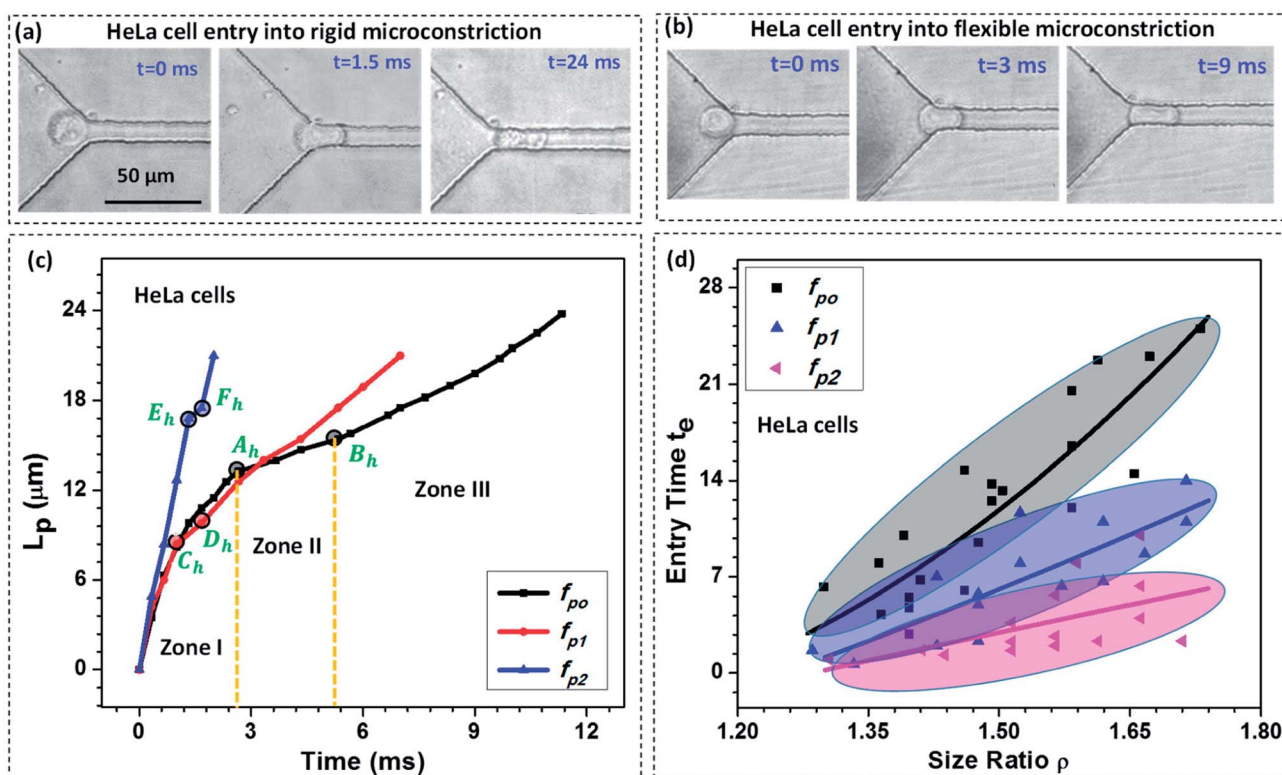 (a) HeLa cell entry into rigid microconstriction
t=0 ms
t=1.5 ms
t=24 ms
50 μm
(b) HeLa cell entry into flexible microconstriction
t=0 ms
t=3 ms
t=9 ms
(c)
HeLa cells
Lp (μm)
24
18
12
6
0
Eh
Fh
Ah
Bh
Ch
Dh
Zone I
Zone II
Zone III
fpo
fp1
fp2
0 3 6 9 12
Time (ms)
(d)
fpo
fp1
fp2
HeLa cells
Entry Time te
28
21
14
7
0
1.20 1.35 1.50 1.65 1.80
Size Ratio ρ